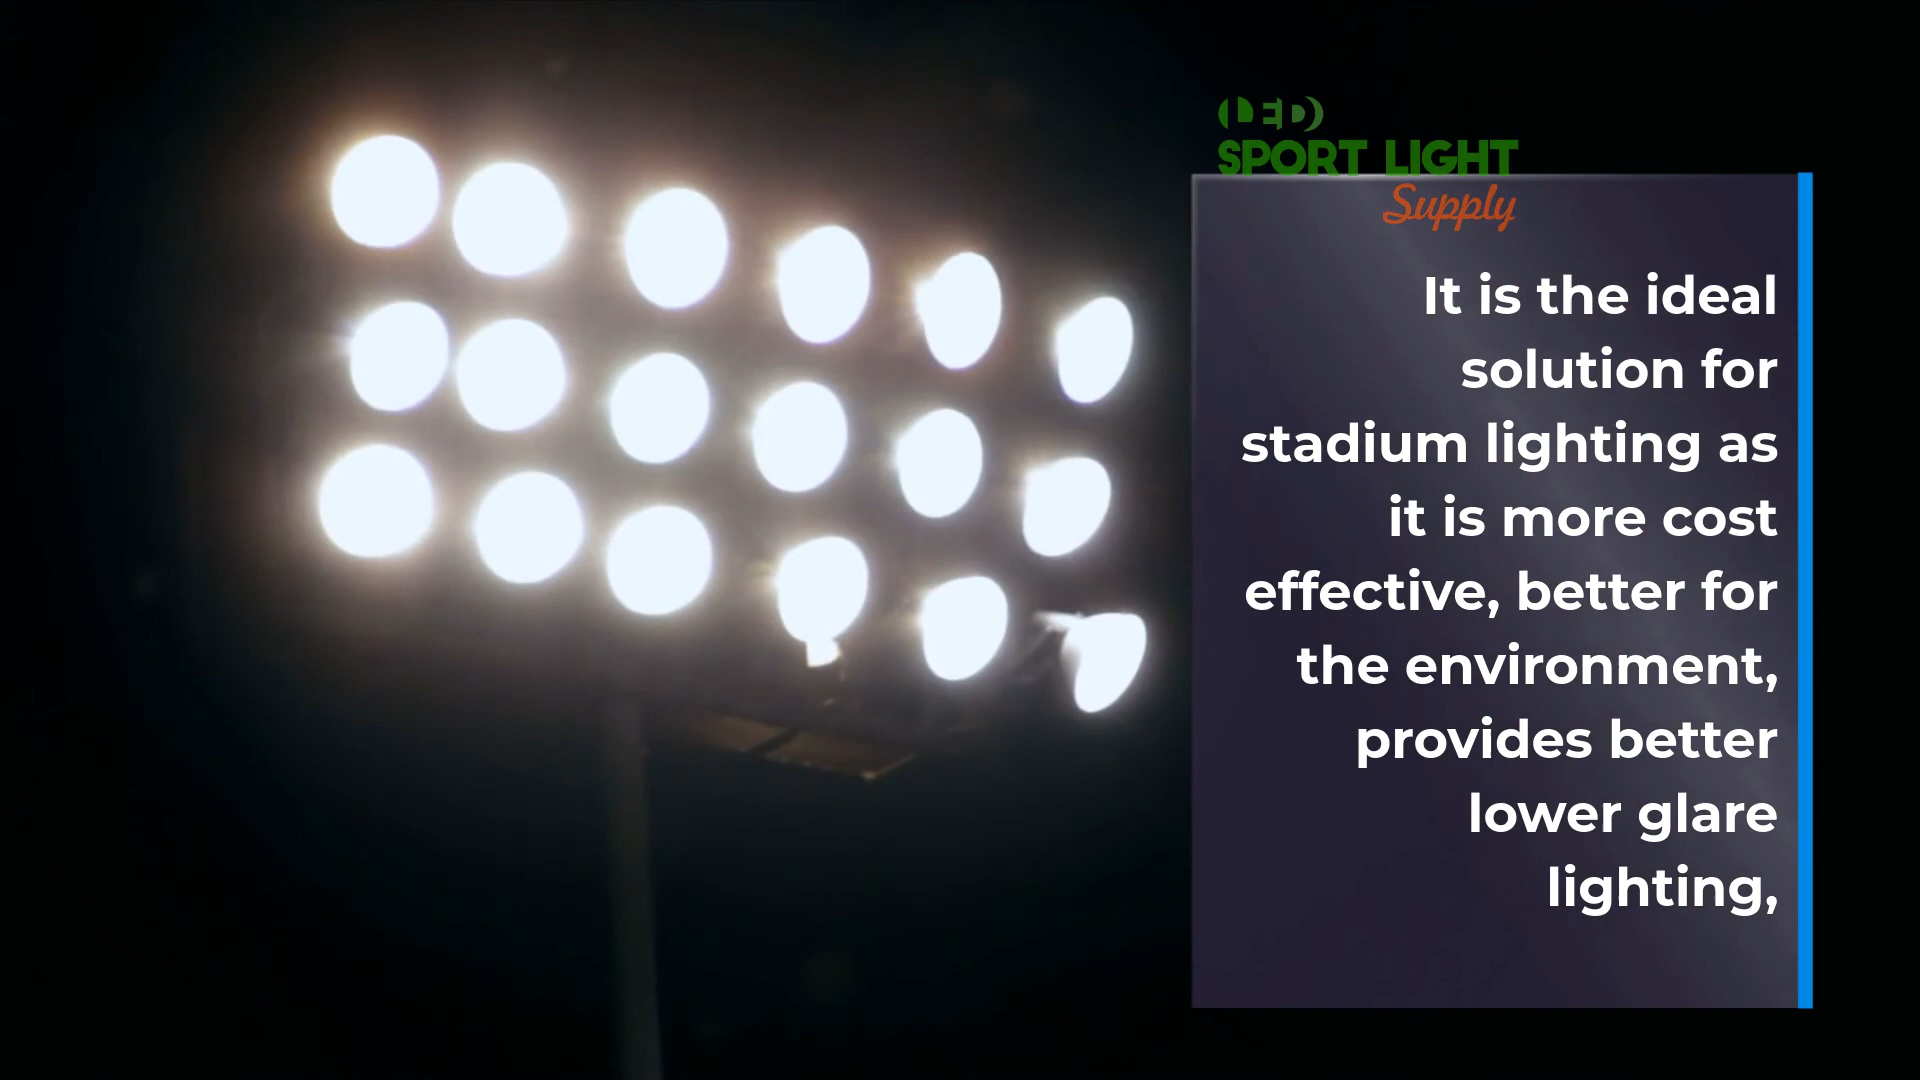 LED
SPORT LIGHT
Supply
It is the ideal
solution for
stadium lighting as
it is more cost
effective, better for
the environment,
provides better
lower glare
lighting,